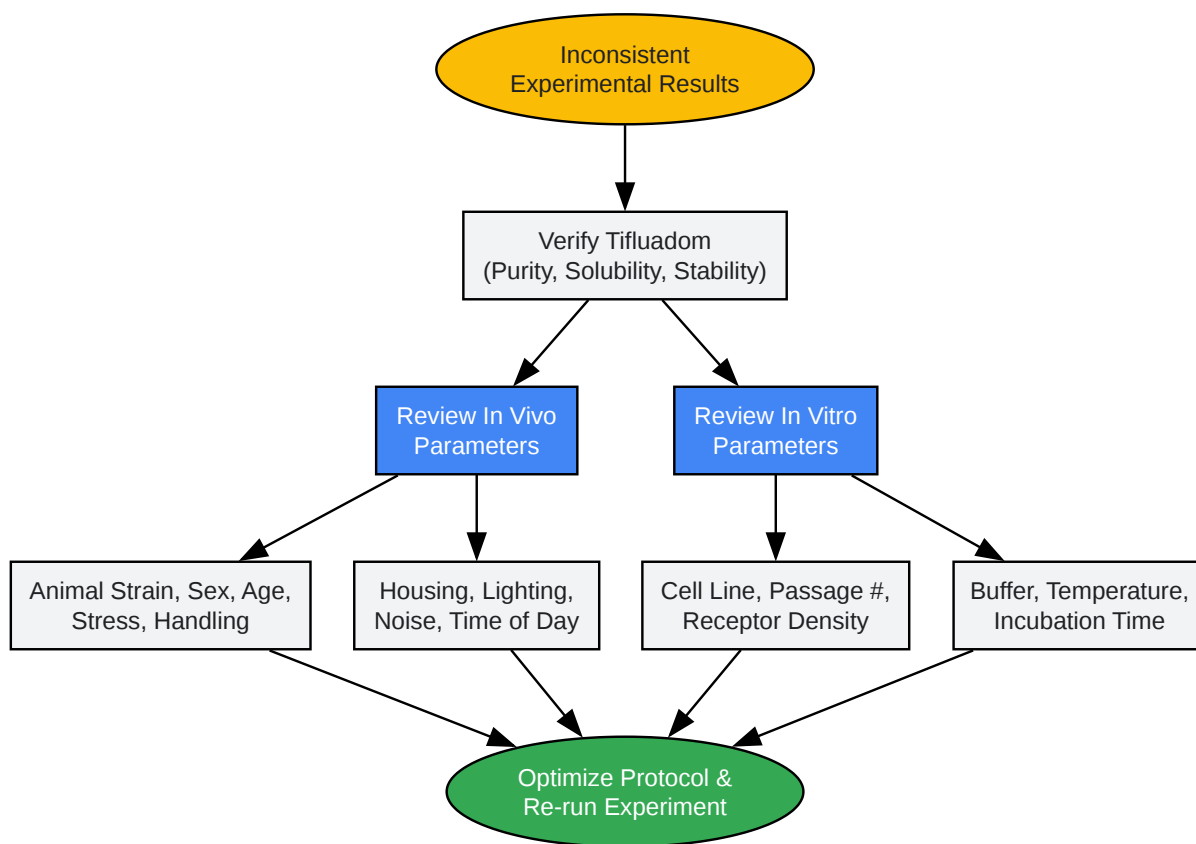 Inconsistent
Experimental Results
Verify Tifluadom
(Purity, Solubility, Stability)
Review In Vivo
Parameters
Review In Vitro
Parameters
Animal Strain, Sex, Age,
Stress, Handling
Housing, Lighting,
Noise, Time of Day
Cell Line, Passage #,
Receptor Density
Buffer, Temperature,
Incubation Time
Optimize Protocol &
Re-run Experiment